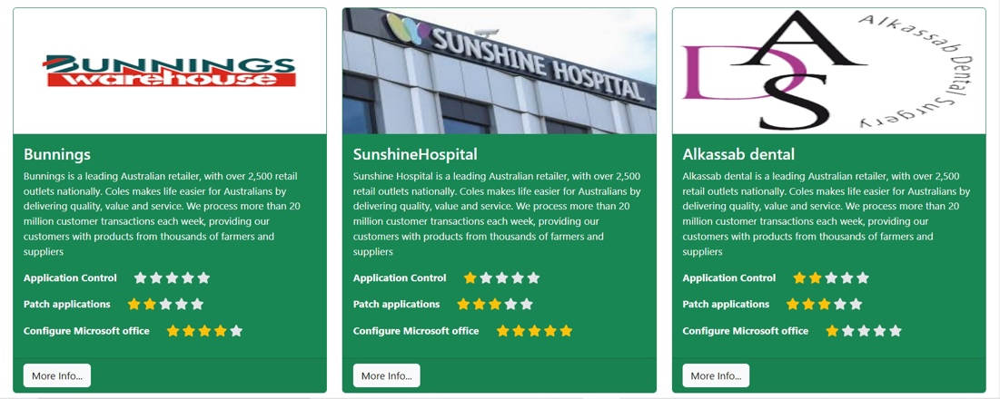 BUNNINGS
warehouse
Bunnings
Bunnings is a leading Australian retailer, with over 2,500 retail
outlets nationally. Coles makes life easier for Australians by
delivering quality, value and service. We process more than 20
million customer transactions each week, providing our
customers with products from thousands of farmers and
suppliers
Application Control
Patch applications
Configure Microsoft office
More Info...
SUNSHINE HOSPITAL
SunshineHospital
Sunshine Hospital is a leading Australian retailer, with over 2,500
retail outlets nationally. Coles makes life easier for Australians
by delivering quality, value and service. We process more than 20
million customer transactions each week, providing our
customers with products from thousands of farmers and
suppliers
Application Control
Patch applications
Configure Microsoft office
More Info...
DAS
Alkassab Dental Surgery
Alkassab dental
Alkassab dental is a leading Australian retailer, with over 2,500
retail outlets nationally. Coles makes life easier for Australians
by delivering quality, value and service. We process more than 20
million customer transactions each week, providing our
customers with products from thousands of farmers and
suppliers
Application Control
Patch applications
Configure Microsoft office
More Info...